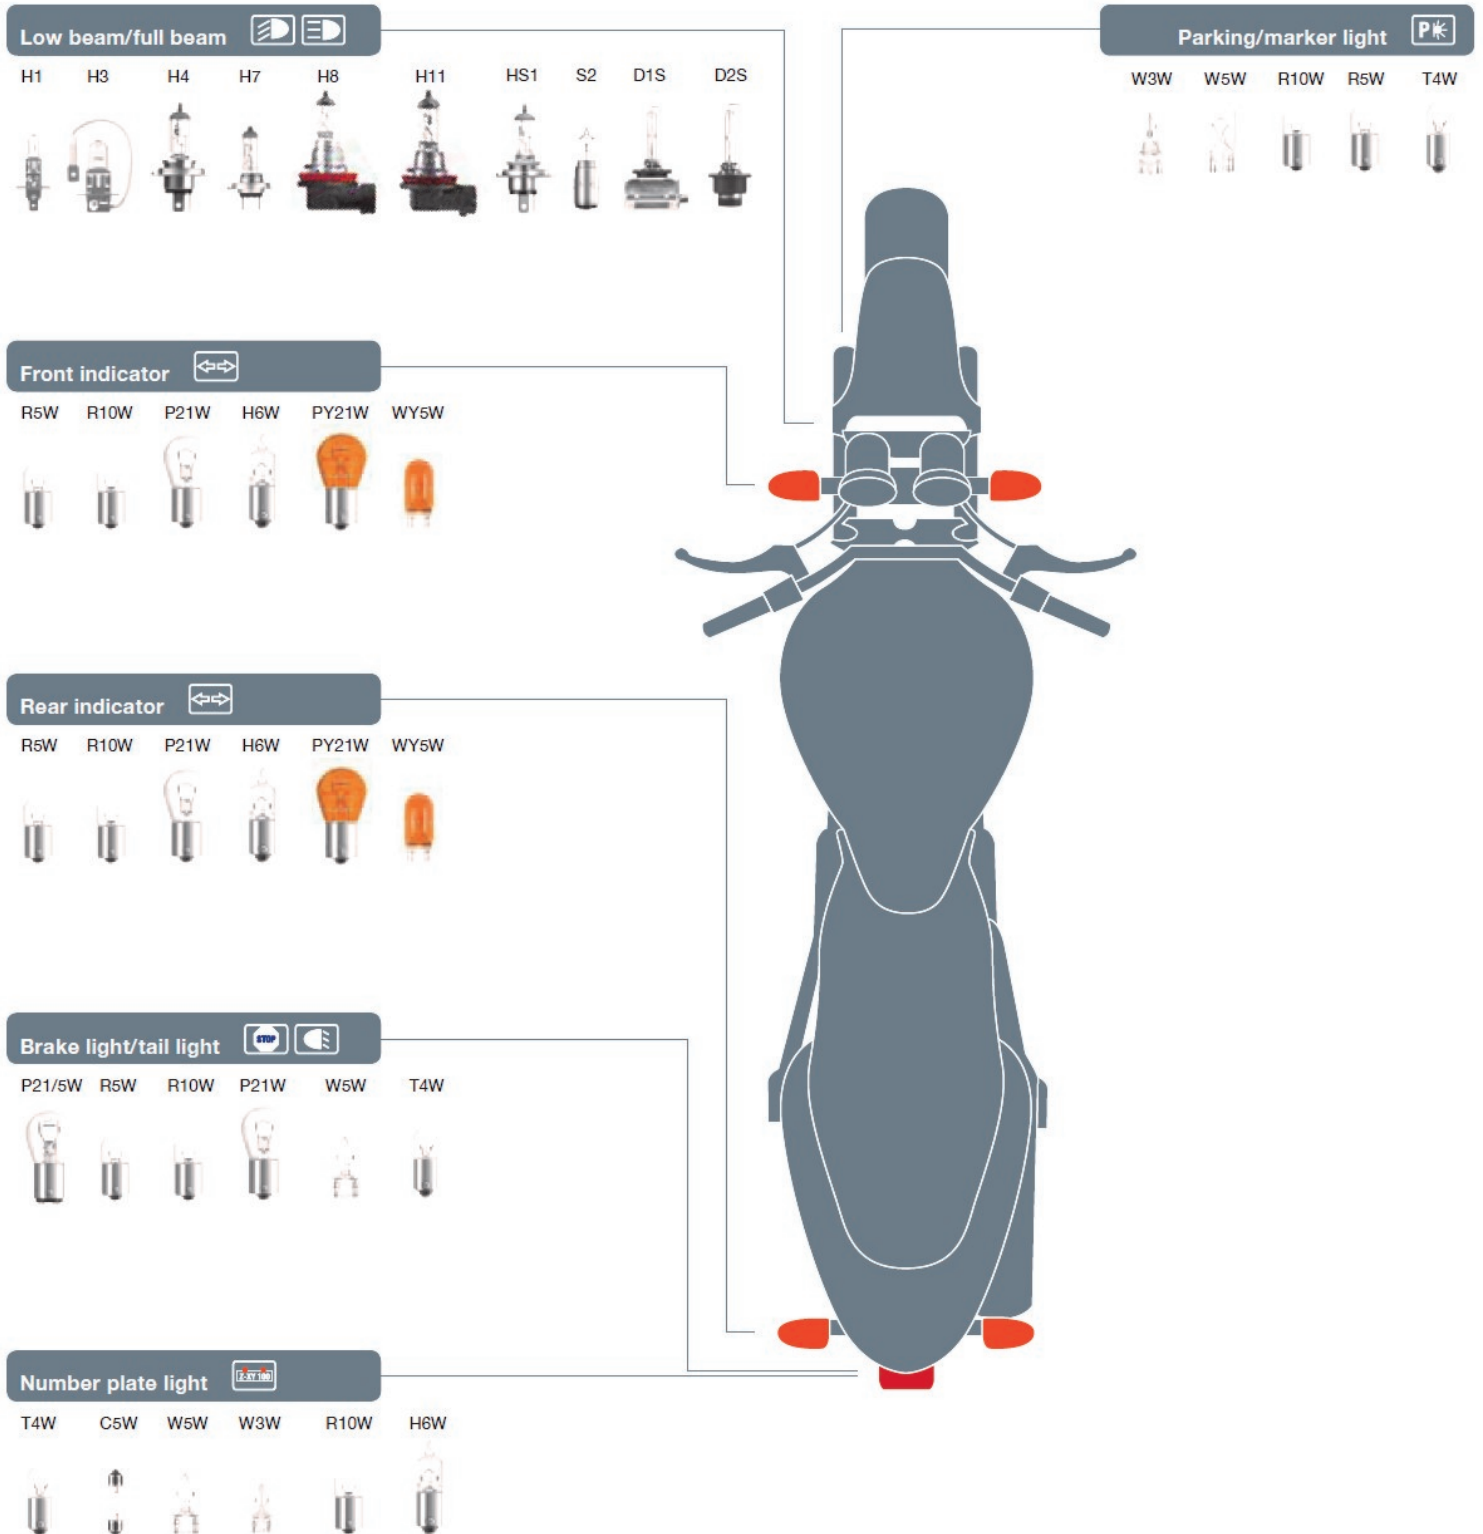 Low beam/full beam
H1 H3 H4 H7 H8 H11 HS1 S2 D1S D2S
Parking/marker light P
W3W W5W R10W R5W T4W
Front indicator
R5W R10W P21W H6W PY21W WY5W
Rear indicator
R5W R10W P21W H6W PY21W WY5W
Brake light/tail light STOP
P21/5W R5W R10W P21W W5W T4W
Number plate light Z-XY 100
T4W C5W W5W W3W R10W H6W